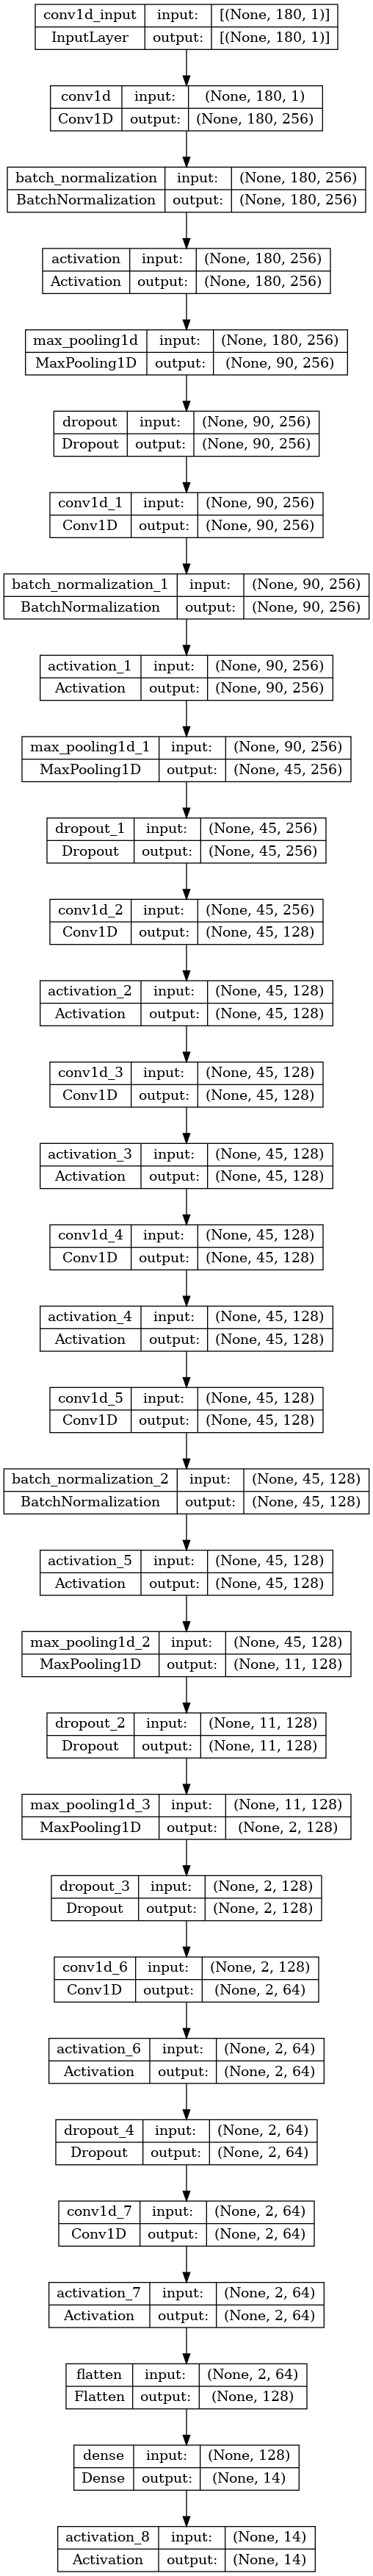 conv1d_input input: [(None, 180, 1)]
InputLayer output: [(None, 180, 1)]
conv1d input: (None, 180, 1)
Conv1D output: (None, 180, 256)
batch_normalization input: (None, 180, 256)
BatchNormalization output: (None, 180, 256)
activation input: (None, 180, 256)
Activation output: (None, 180, 256)
max_pooling1d input: (None, 180, 256)
MaxPooling1D output: (None, 90, 256)
dropout input: (None, 90, 256)
Dropout output: (None, 90, 256)
conv1d_1 input: (None, 90, 256)
Conv1D output: (None, 90, 256)
batch_normalization_1 input: (None, 90, 256)
BatchNormalization output: (None, 90, 256)
activation_1 input: (None, 90, 256)
Activation output: (None, 90, 256)
max_pooling1d_1 input: (None, 90, 256)
MaxPooling1D output: (None, 45, 256)
dropout_1 input: (None, 45, 256)
Dropout output: (None, 45, 256)
conv1d_2 input: (None, 45, 256)
Conv1D output: (None, 45, 128)
activation_2 input: (None, 45, 128)
Activation output: (None, 45, 128)
conv1d_3 input: (None, 45, 128)
Conv1D output: (None, 45, 128)
activation_3 input: (None, 45, 128)
Activation output: (None, 45, 128)
conv1d_4 input: (None, 45, 128)
Conv1D output: (None, 45, 128)
activation_4 input: (None, 45, 128)
Activation output: (None, 45, 128)
conv1d_5 input: (None, 45, 128)
Conv1D output: (None, 45, 128)
batch_normalization_2 input: (None, 45, 128)
BatchNormalization output: (None, 45, 128)
activation_5 input: (None, 45, 128)
Activation output: (None, 45, 128)
max_pooling1d_2 input: (None, 45, 128)
MaxPooling1D output: (None, 11, 128)
dropout_2 input: (None, 11, 128)
Dropout output: (None, 11, 128)
max_pooling1d_3 input: (None, 11, 128)
MaxPooling1D output: (None, 2, 128)
dropout_3 input: (None, 2, 128)
Dropout output: (None, 2, 128)
conv1d_6 input: (None, 2, 128)
Conv1D output: (None, 2, 64)
activation_6 input: (None, 2, 64)
Activation output: (None, 2, 64)
dropout_4 input: (None, 2, 64)
Dropout output: (None, 2, 64)
conv1d_7 input: (None, 2, 64)
Conv1D output: (None, 2, 64)
activation_7 input: (None, 2, 64)
Activation output: (None, 2, 64)
flatten input: (None, 2, 64)
Flatten output: (None, 128)
dense input: (None, 128)
Dense output: (None, 14)
activation_8 input: (None, 14)
Activation output: (None, 14)